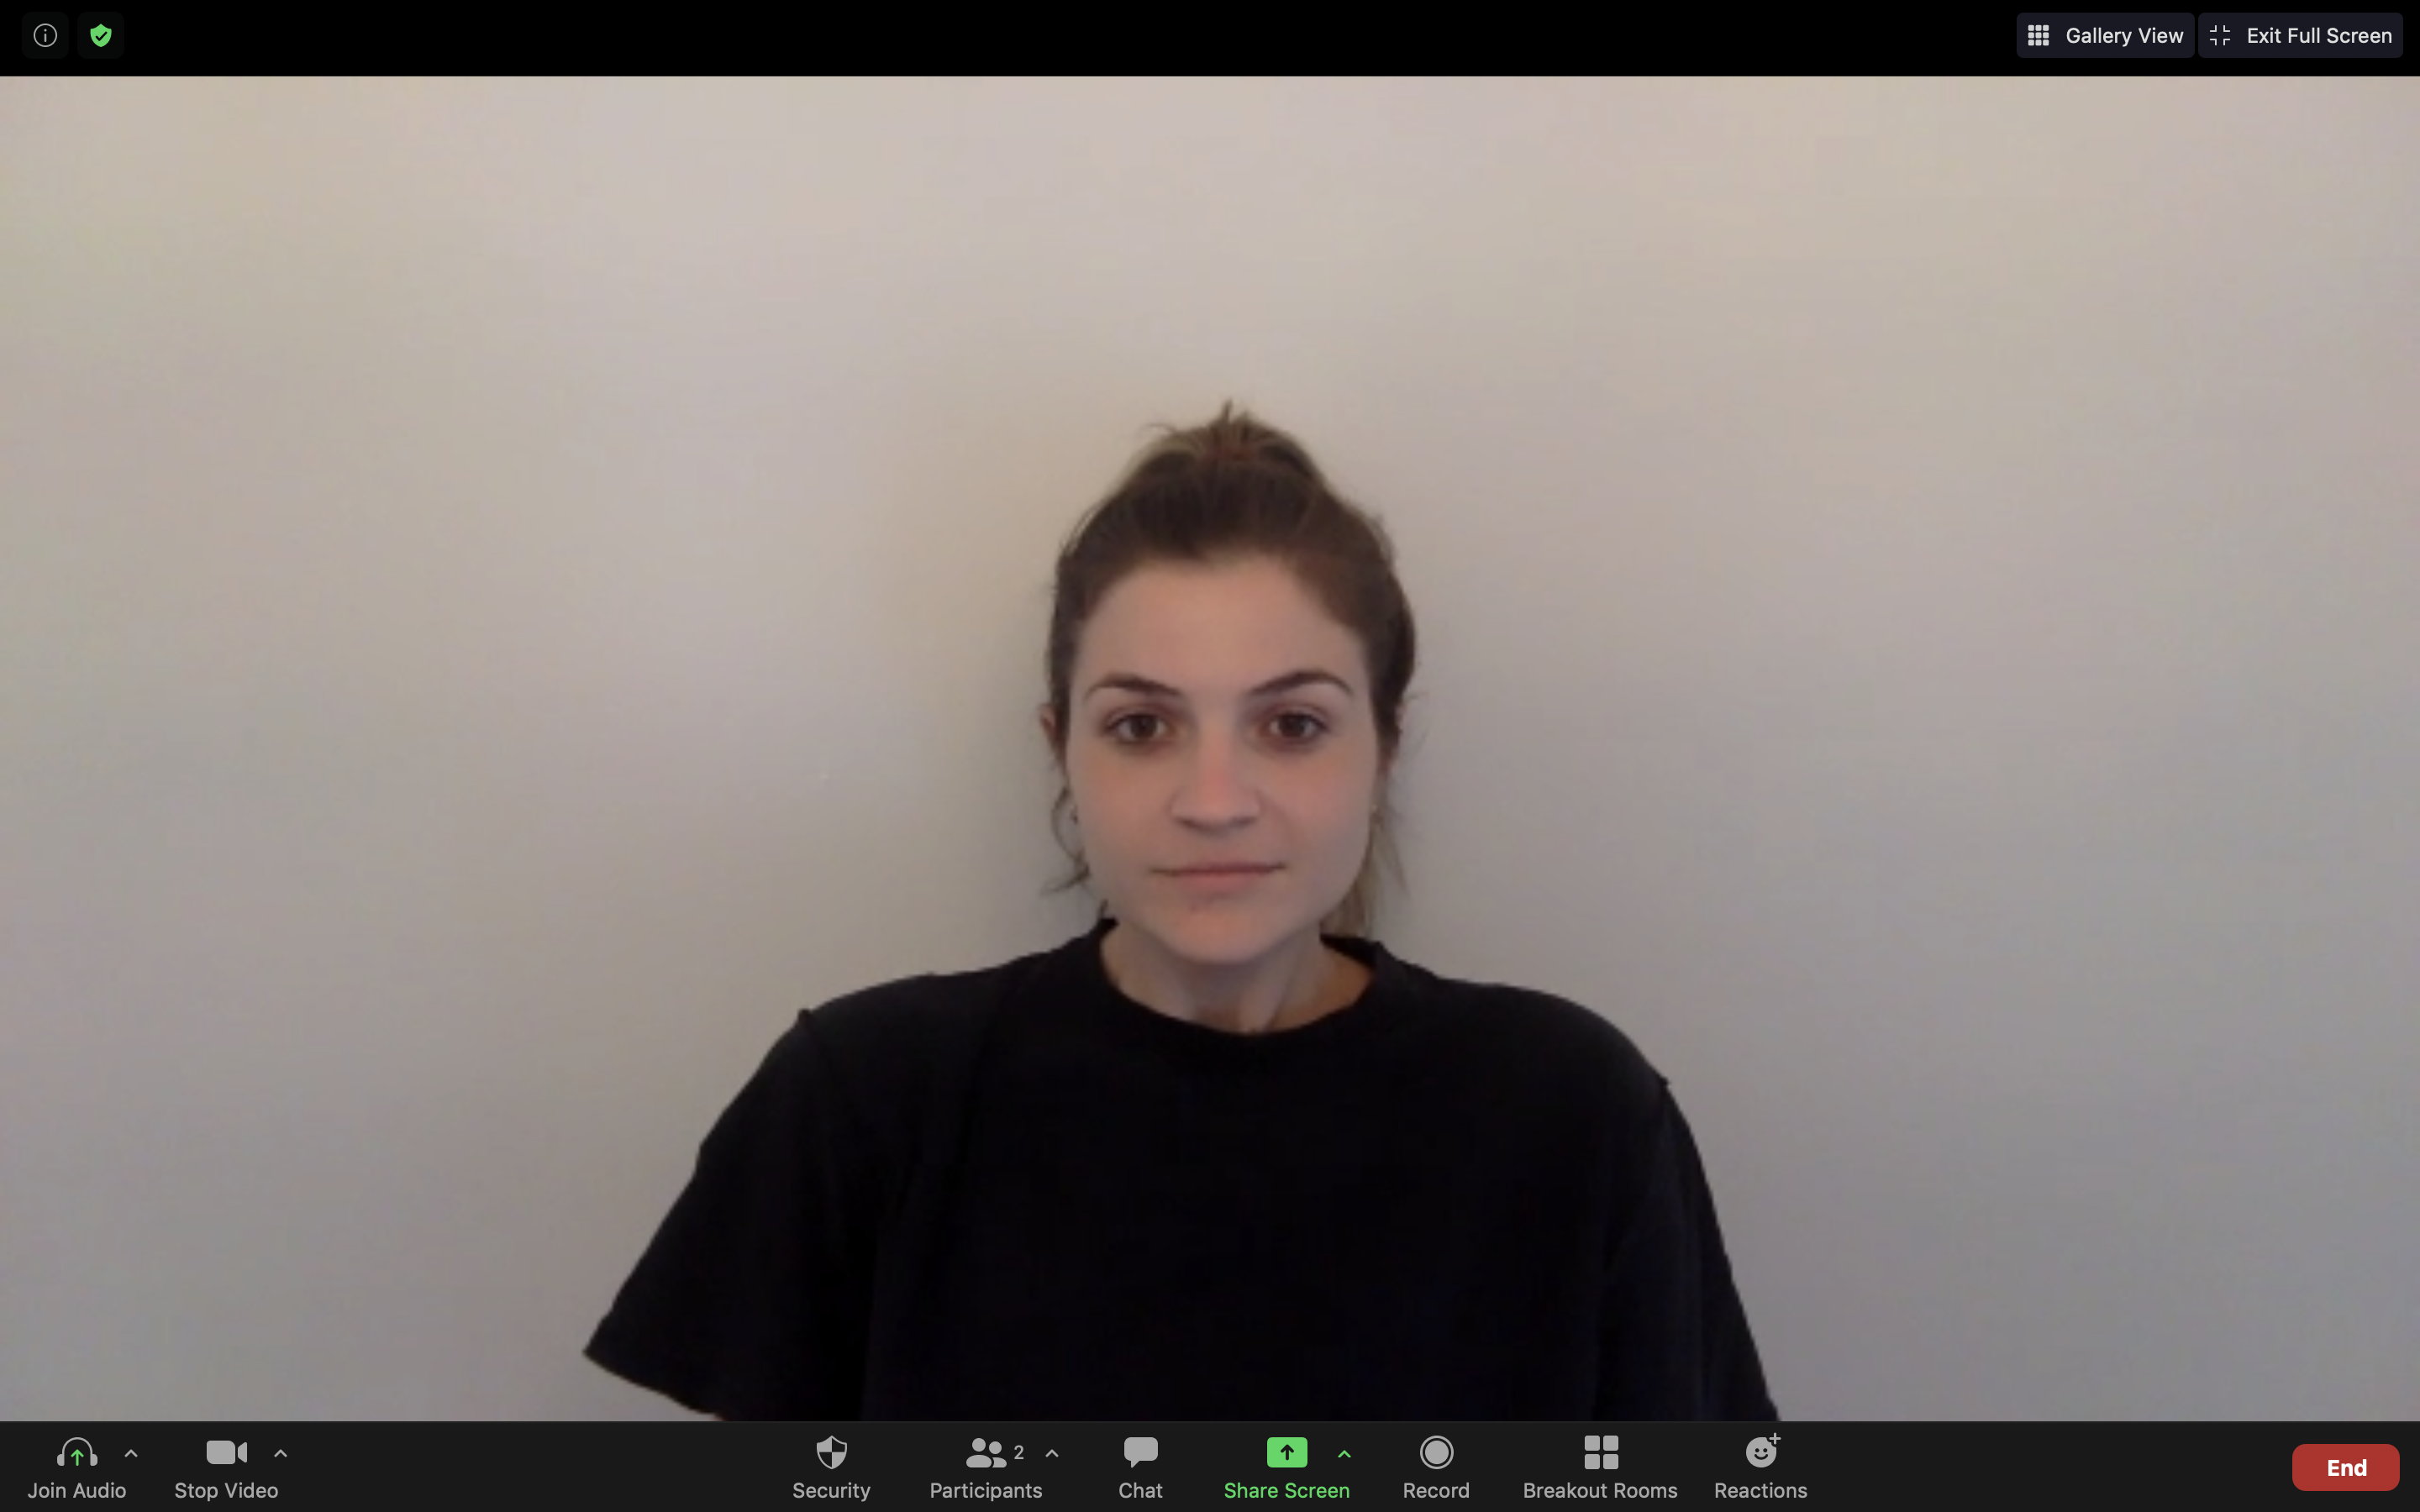 Gallery View
Exit Full Screen
Join Audio
Stop Video
Security
2
Participants
Chat
Share Screen
Record
Breakout Rooms
Reactions
End